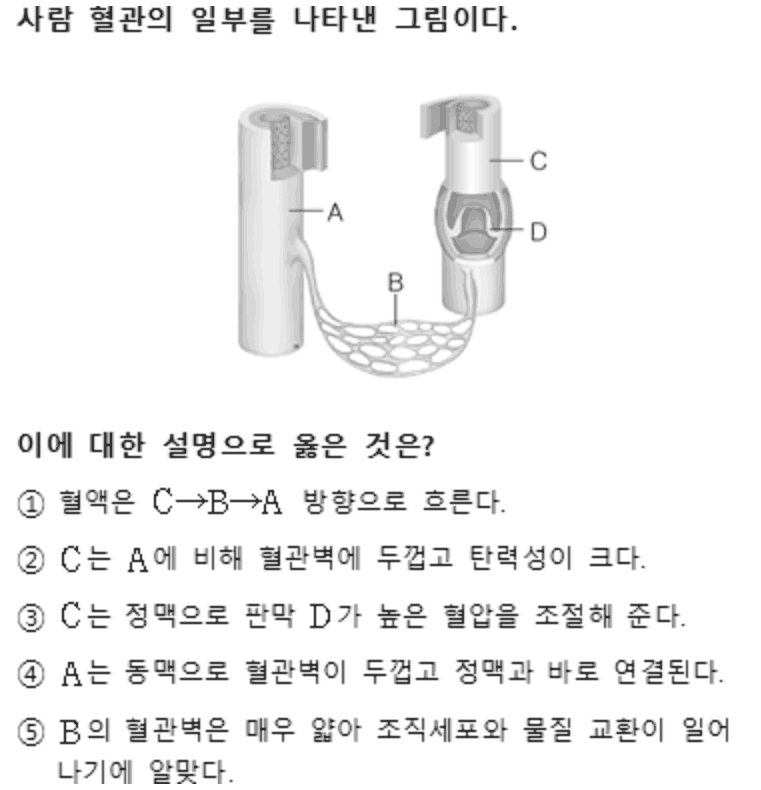 사람 혈관의 일부를 나타낸 그림이다.
A
B
C
D
이에 대한 설명으로 옳은 것은?
① 혈액은 C→B→A 방향으로 흐른다.
② C는 A에 비해 혈관벽에 두껍고 탄력성이 크다.
③ C는 정맥으로 판막 D가 높은 혈압을 조절해 준다.
④ A는 동맥으로 혈관벽이 두껍고 정맥과 바로 연결된다.
⑤ B의 혈관벽은 매우 얇아 조직세포와 물질 교환이 일어
나기에 알맞다.